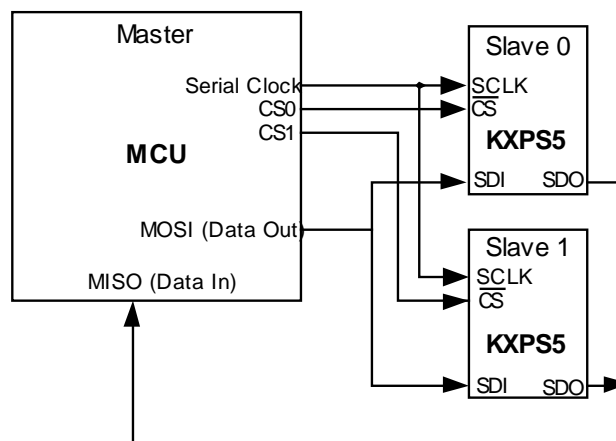 Master
Serial Clock
CS0
CS1
MCU
MOSI (Data Out)
MISO (Data In)
Slave 0
SCLK
CS
KXPS5
SDI SDO
Slave 1
SCLK
CS
KXPS5
SDI SDO